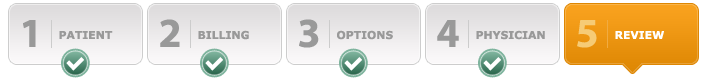 1 PATIENT
2 BILLING
3 OPTIONS
4 PHYSICIAN
5 REVIEW